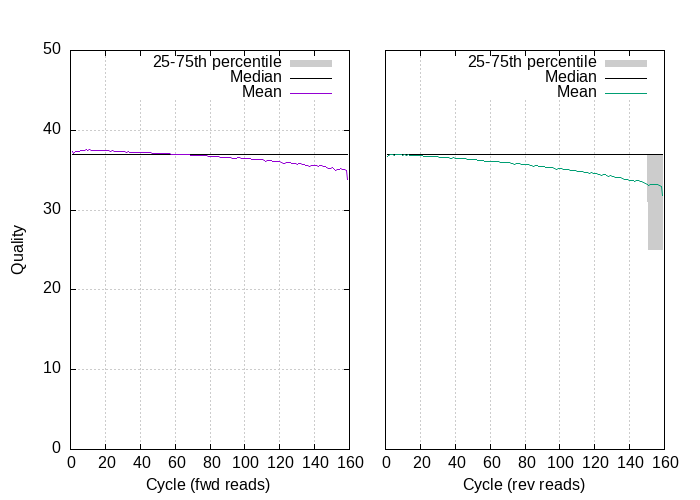 50
40
30
20
10
0
Quality
25-75th percentile
Median
Mean
0 20 40 60 80 100 120 140 160
Cycle (fwd reads)
25-75th percentile
Median
Mean
0 20 40 60 80 100 120 140 160
Cycle (rev reads)